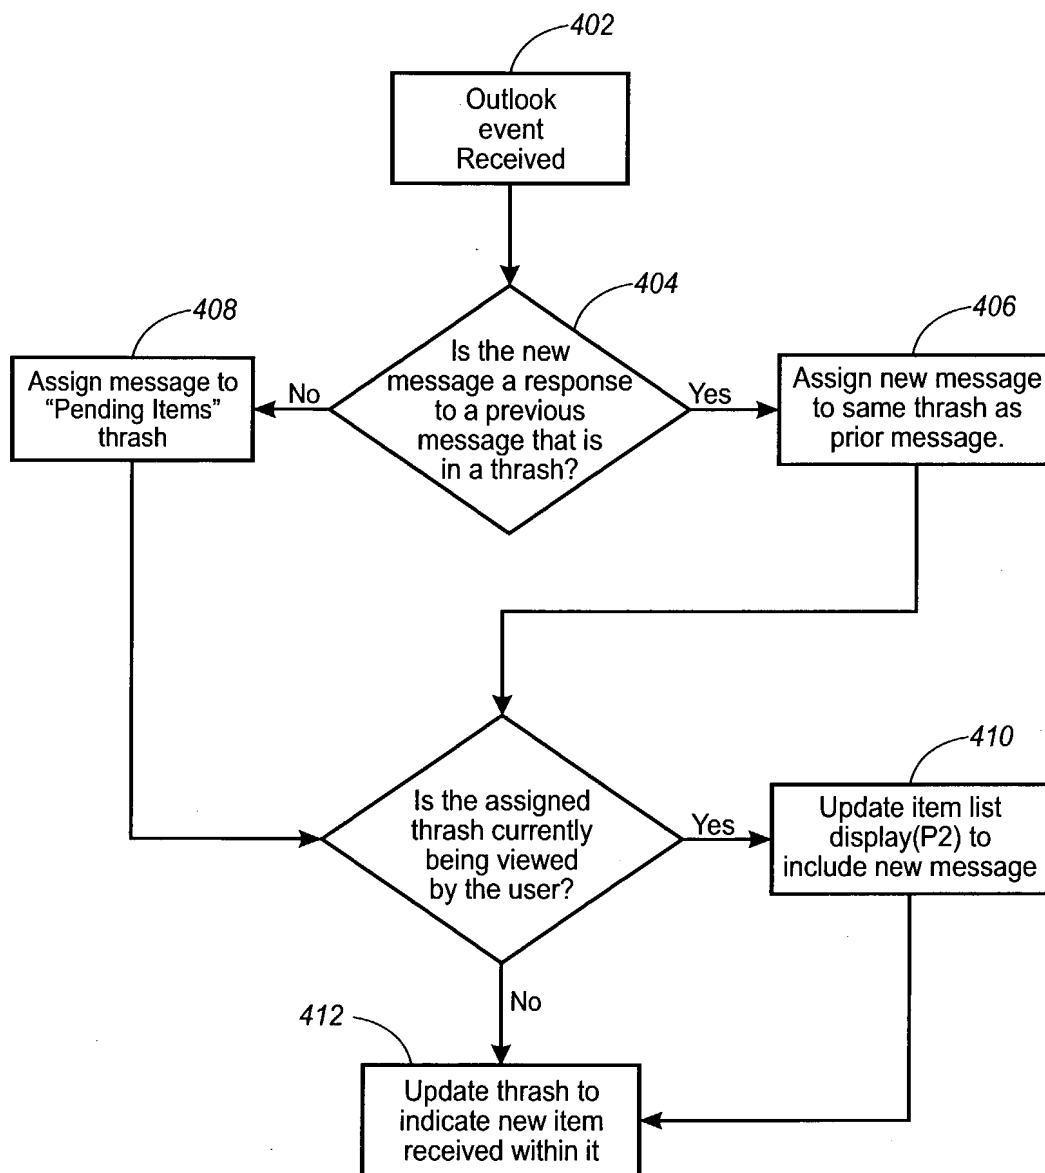 402
Outlook
event
Received
404
Is the new
message a response
to a previous
message that is
in a thrash?
408
No
Assign message to
“Pending Items”
thrash
Yes
406
Assign new message
to same thrash as
prior message.
Is the assigned
thrash currently
being viewed
by the user?
Yes
410
Update item list
display(P2) to
include new message
No
412
Update thrash to
indicate new item
received within it